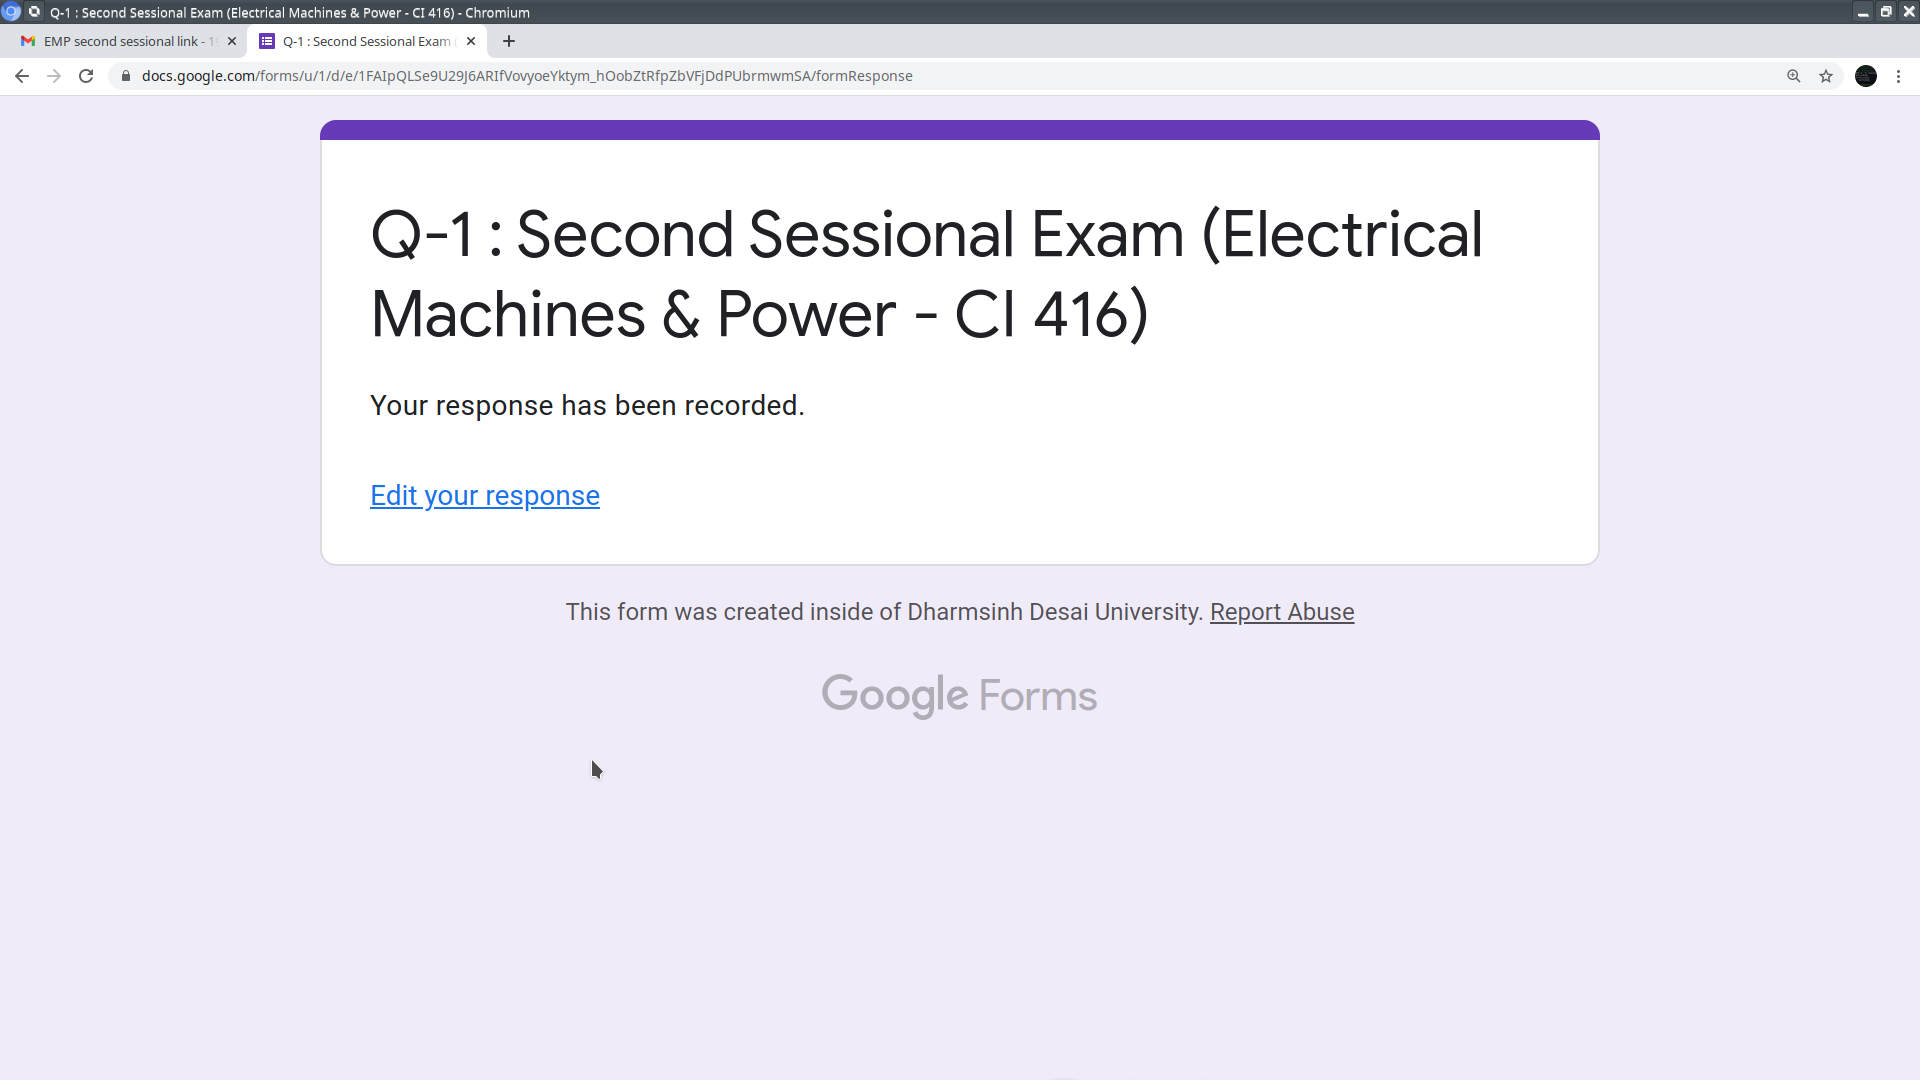 Q-1 : Second Sessional Exam (Electrical Machines & Power - CI 416) - Chromium
EMP second sessional link - 1
Q-1 : Second Sessional Exam
docs.google.com/forms/u/1/d/e/1FAIpQLSe9U29J6ARIfVovyoeYktym_hOobZtRfpZbVFjDdPUbrmwmSA/formResponse
Q-1 : Second Sessional Exam (Electrical
Machines & Power - CI 416)
Your response has been recorded.
Edit your response
This form was created inside of Dharmsinh Desai University. Report Abuse
Google Forms